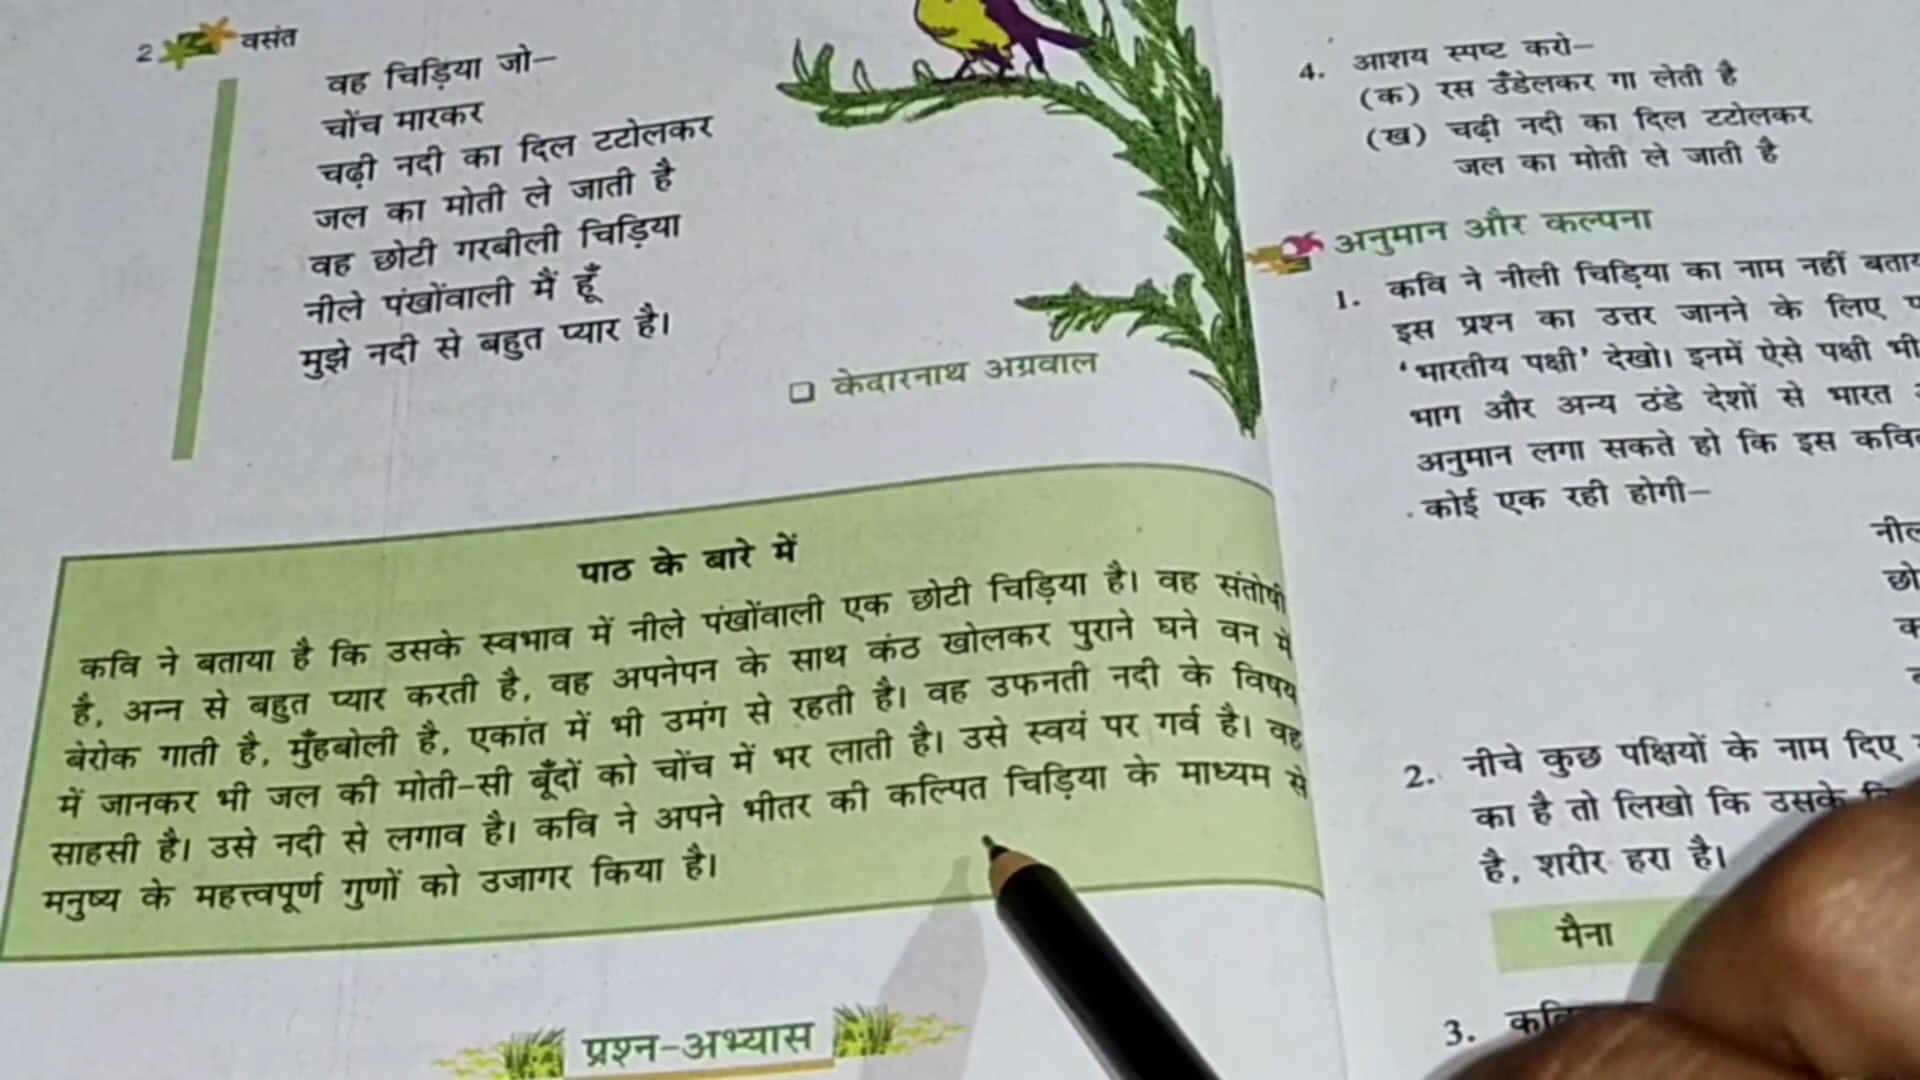 2 वसंत
वह चिड़िया जो–
चोंच मारकर
चढ़ी नदी का दिल टटोलकर
जल का मोती ले जाती है
वह छोटी गरबीली चिड़िया
नीले पंखोंवाली मैं हूँ
मुझे नदी से बहुत प्यार है।
केदारनाथ अग्रवाल
पाठ के बारे में
कवि ने बताया है कि उसके स्वभाव में नीले पंखोंवाली एक छोटी चिड़िया है। वह संतोषी
है, अन्न से बहुत प्यार करती है, वह अपनेपन के साथ कंठ खोलकर पुराने घने वन में
बेरोक गाती है, मुँहबोली है, एकांत में भी उमंग से रहती है। वह उफनती नदी के विषय
में जानकर भी जल की मोती-सी बूँदों को चोंच में भर लाती है। उसे स्वयं पर गर्व है। वह
साहसी है। उसे नदी से लगाव है। कवि ने अपने भीतर की कल्पित चिड़िया के माध्यम से
मनुष्य के महत्त्वपूर्ण गुणों को उजागर किया है।
प्रश्न-अभ्यास
4. आशय स्पष्ट करो–
(क) रस उँडेलकर गा लेती है
(ख) चढ़ी नदी का दिल टटोलकर
जल का मोती ले जाती है
अनुमान और कल्पना
1. कवि ने नीली चिड़िया का नाम नहीं
इस प्रश्न का उत्तर जानने के लिए
'भारतीय पक्षी' देखो। इनमें ऐसे पक्षी भी
भाग और अन्य ठंडे देशों से भारत
अनुमान लगा सकते हो कि इस
कोई एक रही होगी–
2. नीचे कुछ पक्षियों के नाम दिए
का है तो लिखो कि उसके
है, शरीर हरा है।
मैना
3.